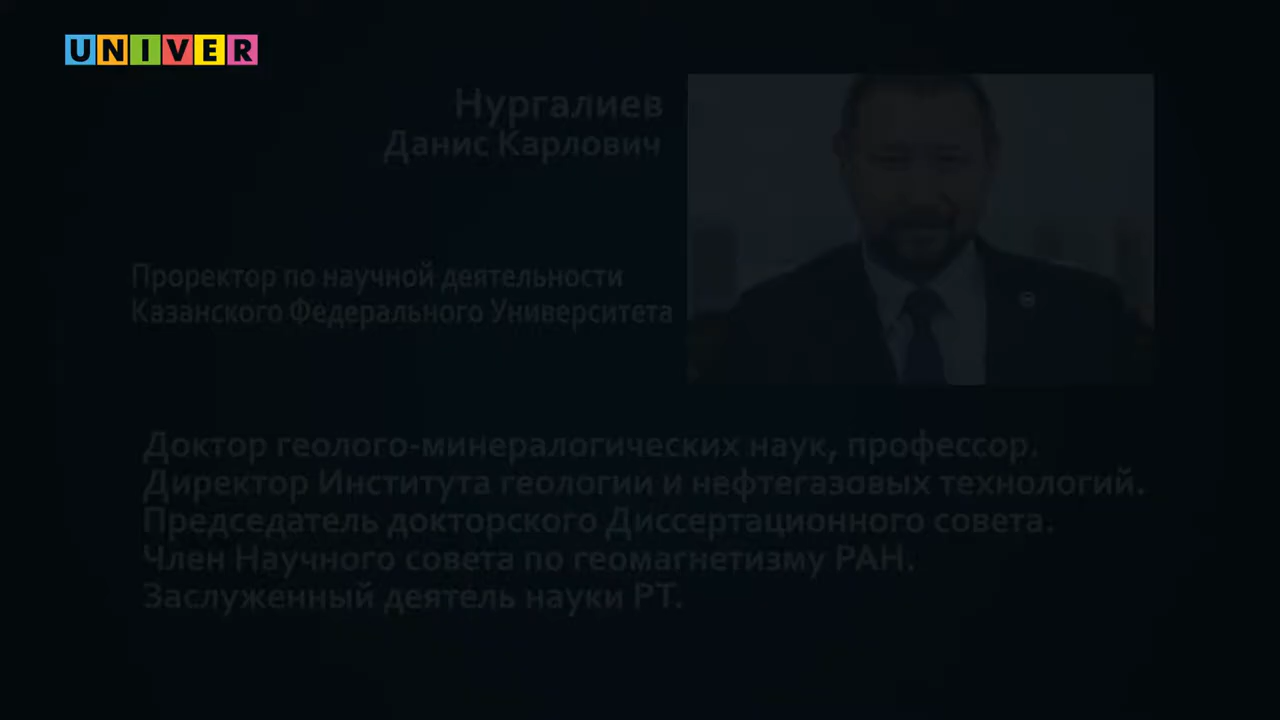 UNIVER
Нургалиев
Данис Карлович
Проректор по научной деятельности
Казанского Федерального Университета
Доктор геолого-минералогических наук, профессор.
Директор Института геологии и нефтегазовых технологий.
Председатель докторского Диссертационного совета.
Член Научного совета по геомагнетизму РАН.
Заслуженный деятель науки РТ.